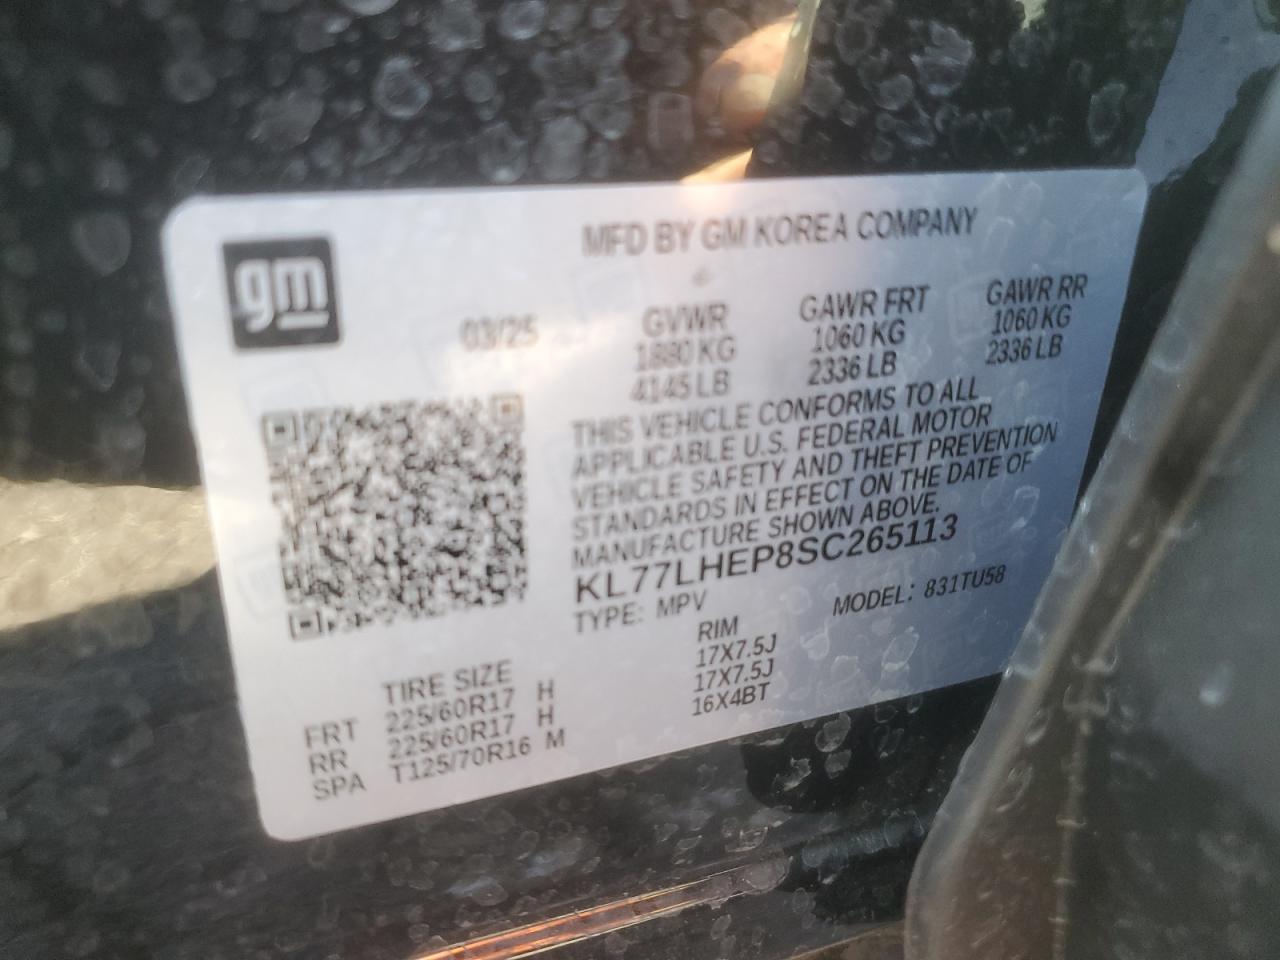 gm
MFD BY GM KOREA COMPANY
03/25
GVWR GAWR FRT GAWR RR
1880 KG 1060 KG 1060 KG
4145 LB 2336 LB 2336 LB
THIS VEHICLE CONFORMS TO ALL
APPLICABLE U.S. FEDERAL MOTOR
VEHICLE SAFETY AND THEFT PREVENTION
STANDARDS IN EFFECT ON THE DATE OF
MANUFACTURE SHOWN ABOVE.
KL77LHEP8SC265113
TYPE: MPV MODEL: 831TU58
TIRE SIZE RIM
FRT 225/60R17 H 17X7.5J
RR 225/60R17 H 17X7.5J
SPA T125/70R16 M 16X4BT